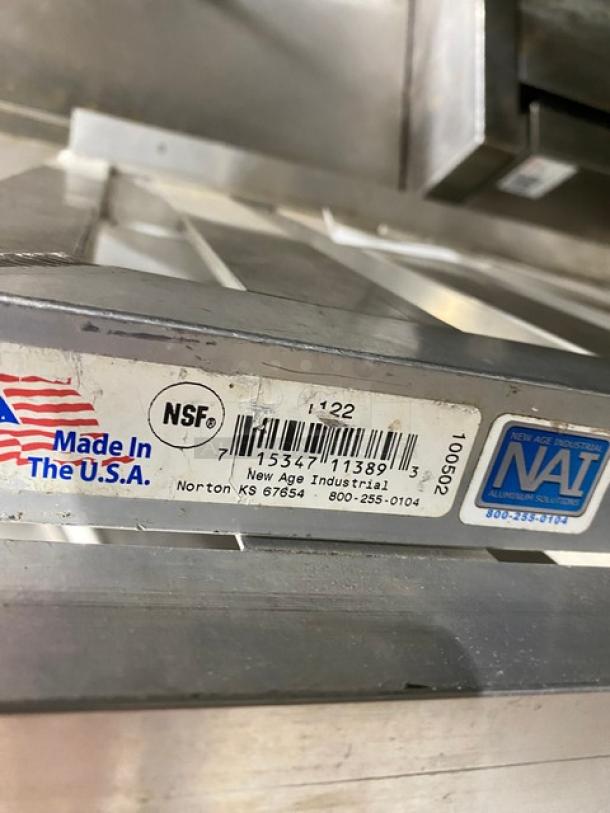 Made In
The U.S.A.
NSF®
122
7 15347 11389 3
New Age Industrial
Norton KS 67654 800-255-0104
100502
NEW AGE INDUSTRIAL
NAI
ALUMINUM SOLUTIONS
800-255-0104